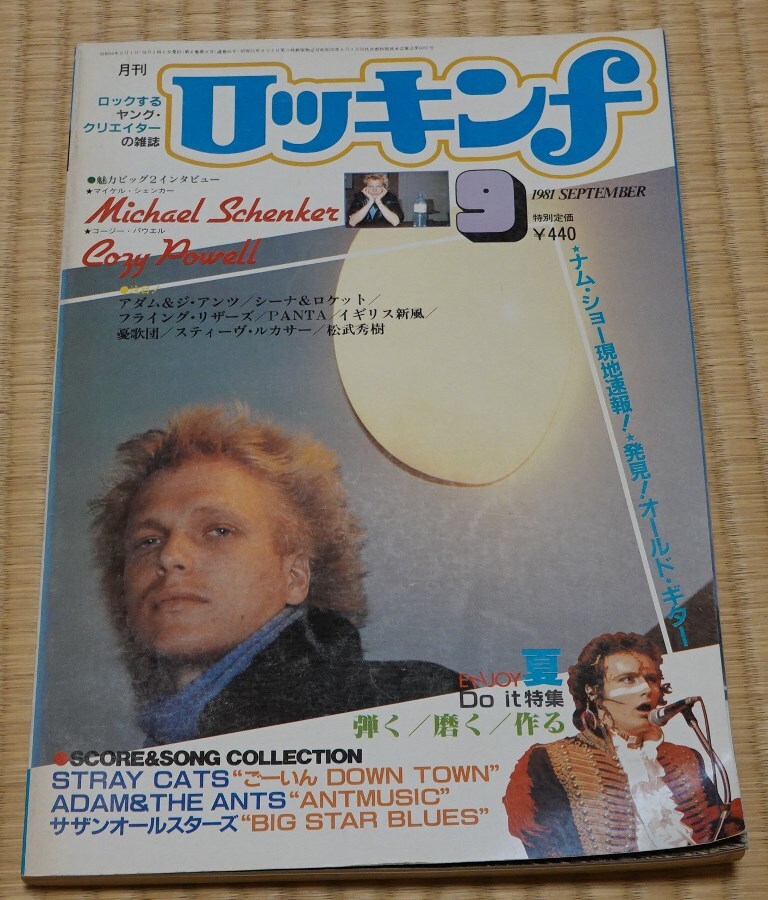 月刊
ロッキンf
ロックする
ヤング・
クリエイター
の雑誌
●魅力ビッグ2インタビュー
★マイケル・シェンカー
Michael Schenker
★コージー・パウエル
Cozy Powell
9
1981 SEPTEMBER
特別定価
¥440
アダム&ジ・アンツ/シーナ&ロケット/
フライング・リザーズ/PANTA/イギリス新風/
憂歌団/スティーヴ・ルカサー/松武秀樹
★ナム・ショー現地速報!★発見!オールド・ギター
ENJOY 夏
Do it 特集
弾く/磨く/作る
●SCORE&SONG COLLECTION
STRAY CATS“ごーいん DOWN TOWN”
ADAM&THE ANTS“ANTMUSIC”
サザンオールスターズ“BIG STAR BLUES”